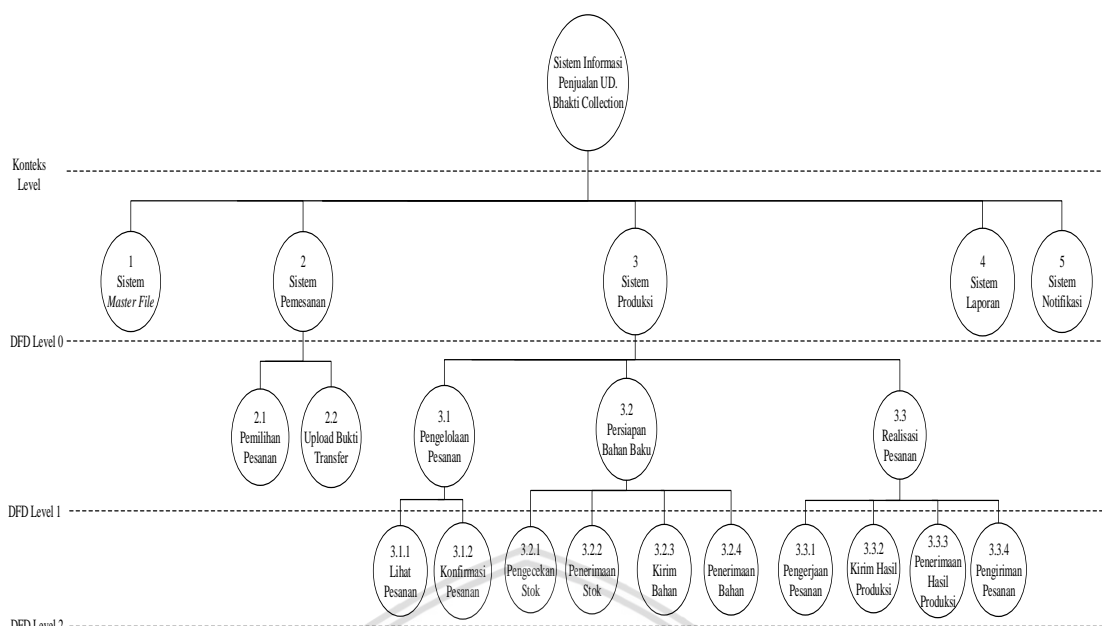 Sistem Informasi
Penjualan UD.
Bhakti Collection
Konteks
Level
1
Sistem
Master File
2
Sistem
Pemesanan
3
Sistem
Produksi
4
Sistem
Laporan
5
Sistem
Notifikasi
DFD Level 0
2.1
Pemilihan
Pesanan
2.2
Upload Bukti
Transfer
3.1
Pengelolaan
Pesanan
3.2
Persiapan
Bahan Baku
3.3
Realisasi
Pesanan
DFD Level 1
3.1.1
Lihat
Pesanan
3.1.2
Konfirmasi
Pesanan
3.2.1
Pengecekan
Stok
3.2.2
Penerimaan
Stok
3.2.3
Kirim
Bahan
3.2.4
Penerimaan
Bahan
3.3.1
Pengerjaan
Pesanan
3.3.2
Kirim Hasil
Produksi
3.3.3
Penerimaan
Hasil
Produksi
3.3.4
Pengiriman
Pesanan
DFD Level 2